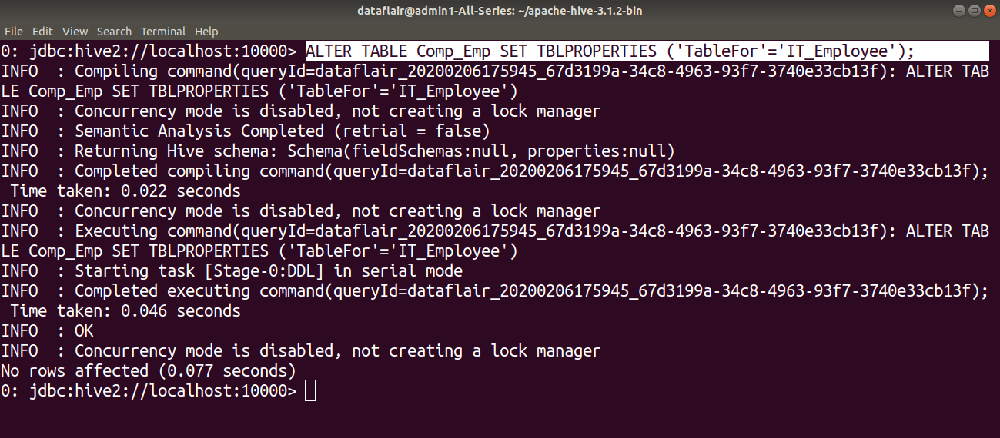 dataflair@admin1-All-Series: ~/apache-hive-3.1.2-bin
File Edit View Search Terminal Help
0: jdbc:hive2://localhost:10000> ALTER TABLE Comp_Emp SET TBLPROPERTIES ('TableFor'='IT_Employee');
INFO  : Compiling command(queryId=dataflair_20200206175945_67d3199a-34c8-4963-93f7-3740e33cb13f): ALTER TAB
LE Comp_Emp SET TBLPROPERTIES ('TableFor'='IT_Employee')
INFO  : Concurrency mode is disabled, not creating a lock manager
INFO  : Semantic Analysis Completed (retrial = false)
INFO  : Returning Hive schema: Schema(fieldSchemas:null, properties:null)
INFO  : Completed compiling command(queryId=dataflair_20200206175945_67d3199a-34c8-4963-93f7-3740e33cb13f);
 Time taken: 0.022 seconds
INFO  : Concurrency mode is disabled, not creating a lock manager
INFO  : Executing command(queryId=dataflair_20200206175945_67d3199a-34c8-4963-93f7-3740e33cb13f): ALTER TAB
LE Comp_Emp SET TBLPROPERTIES ('TableFor'='IT_Employee')
INFO  : Starting task [Stage-0:DDL] in serial mode
INFO  : Completed executing command(queryId=dataflair_20200206175945_67d3199a-34c8-4963-93f7-3740e33cb13f);
 Time taken: 0.046 seconds
INFO  : OK
INFO  : Concurrency mode is disabled, not creating a lock manager
No rows affected (0.077 seconds)
0: jdbc:hive2://localhost:10000>